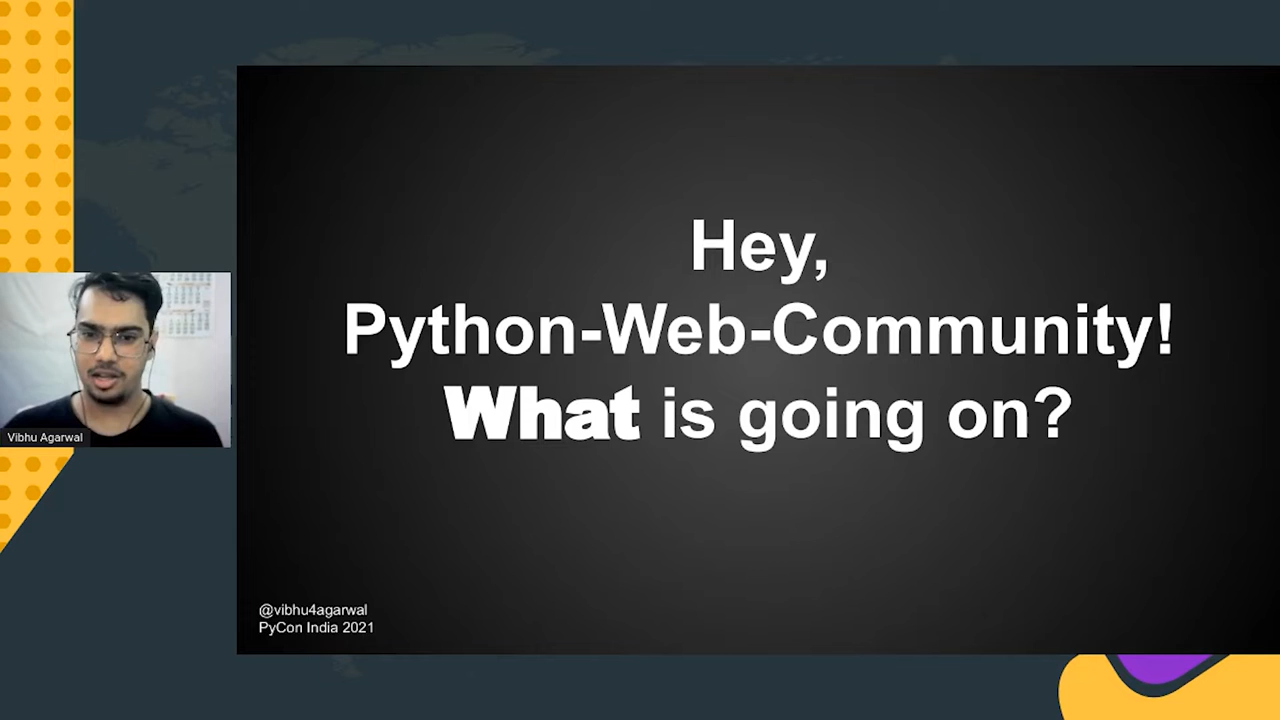 Hey,
Python-Web-Community!
What is going on?
Vibhu Agarwal
@vibhu4agarwal
PyCon India 2021